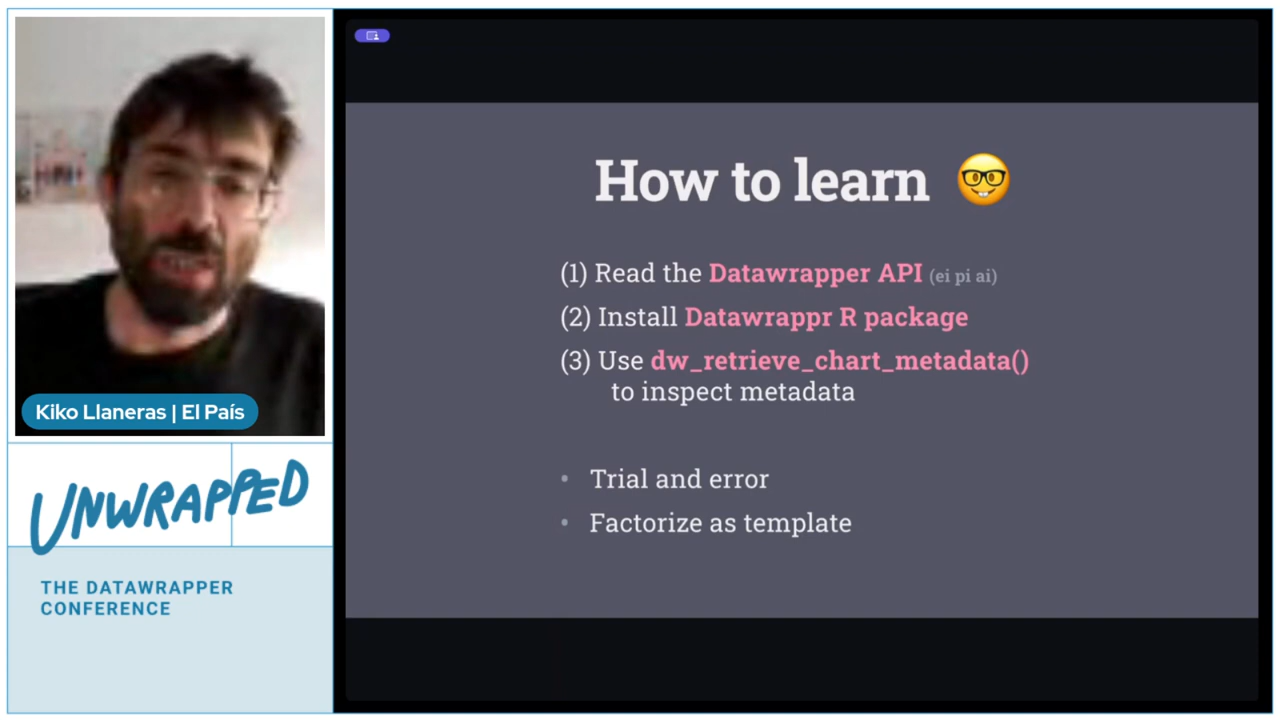 Kiko Llaneras | El País
UNWRAPPED
THE DATAWRAPPER
CONFERENCE
How to learn 🤓
(1) Read the Datawrapper API (ei pi ai)
(2) Install Datawrappr R package
(3) Use dw_retrieve_chart_metadata()
to inspect metadata
• Trial and error
• Factorize as template